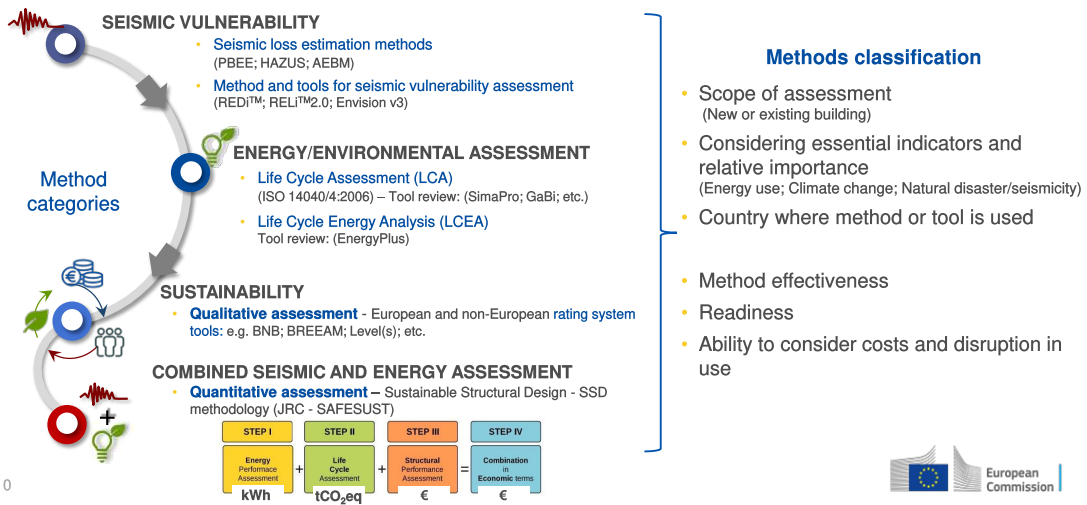 SEISMIC VULNERABILITY
• Seismic loss estimation methods
(PBEE; HAZUS; AEBM)
• Method and tools for seismic vulnerability assessment
(REDi™; RELi™2.0; Envision v3)
ENERGY/ENVIRONMENTAL ASSESSMENT
• Life Cycle Assessment (LCA)
(ISO 14040/4:2006) – Tool review: (SimaPro; GaBi; etc.)
• Life Cycle Energy Analysis (LCEA)
Tool review: (EnergyPlus)
Method
categories
€
SUSTAINABILITY
• Qualitative assessment - European and non-European rating system
tools: e.g. BNB; BREEAM; Level(s); etc.
COMBINED SEISMIC AND ENERGY ASSESSMENT
• Quantitative assessment – Sustainable Structural Design - SSD
methodology (JRC - SAFESUST)
+
STEP I
Energy
Performace
Assessment
kWh
+
STEP II
Life
Cycle
Assessment
tCO₂eq
+
STEP III
Structural
Performance
Assessment
€
=
STEP IV
Combination
in
Economic terms
€
Methods classification
• Scope of assessment
(New or existing building)
• Considering essential indicators and
relative importance
(Energy use; Climate change; Natural disaster/seismicity)
• Country where method or tool is used
• Method effectiveness
• Readiness
• Ability to consider costs and disruption in
use
European
Commission
0